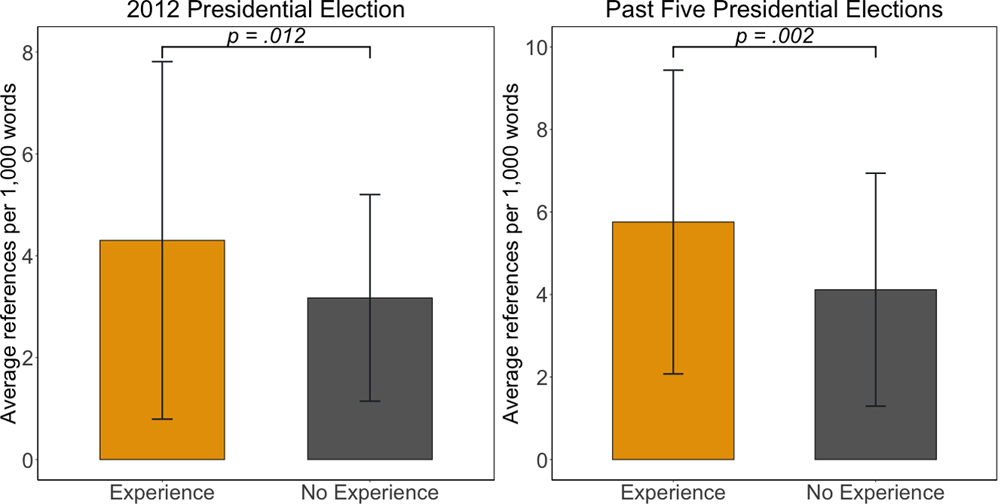 2012 Presidential Election
p = .012
Average references per 1,000 words
8
6
4
2
0
Experience No Experience
Past Five Presidential Elections
p = .002
Average references per 1,000 words
10
8
6
4
2
0
Experience No Experience